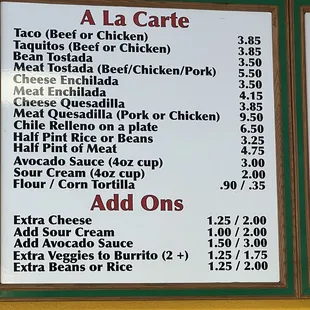 A La Carte
Taco (Beef or Chicken) 3.85
Taquitos (Beef or Chicken) 3.85
Bean Tostada 3.50
Meat Tostada (Beef/Chicken/Pork) 5.50
Cheese Enchilada 3.50
Meat Enchilada 4.15
Cheese Quesadilla 3.85
Meat Quesadilla (Pork or Chicken) 9.50
Chile Relleno on a plate 6.50
Half Pint Rice or Beans 3.25
Half Pint of Meat 4.75
Avocado Sauce (4oz cup) 3.00
Sour Cream (4oz cup) 2.00
Flour / Corn Tortilla .90 / .35
Add Ons
Extra Cheese 1.25 / 2.00
Add Sour Cream 1.00 / 2.00
Add Avocado Sauce 1.50 / 3.00
Extra Veggies to Burrito (2 +) 1.25 / 1.75
Extra Beans or Rice 1.25 / 2.00